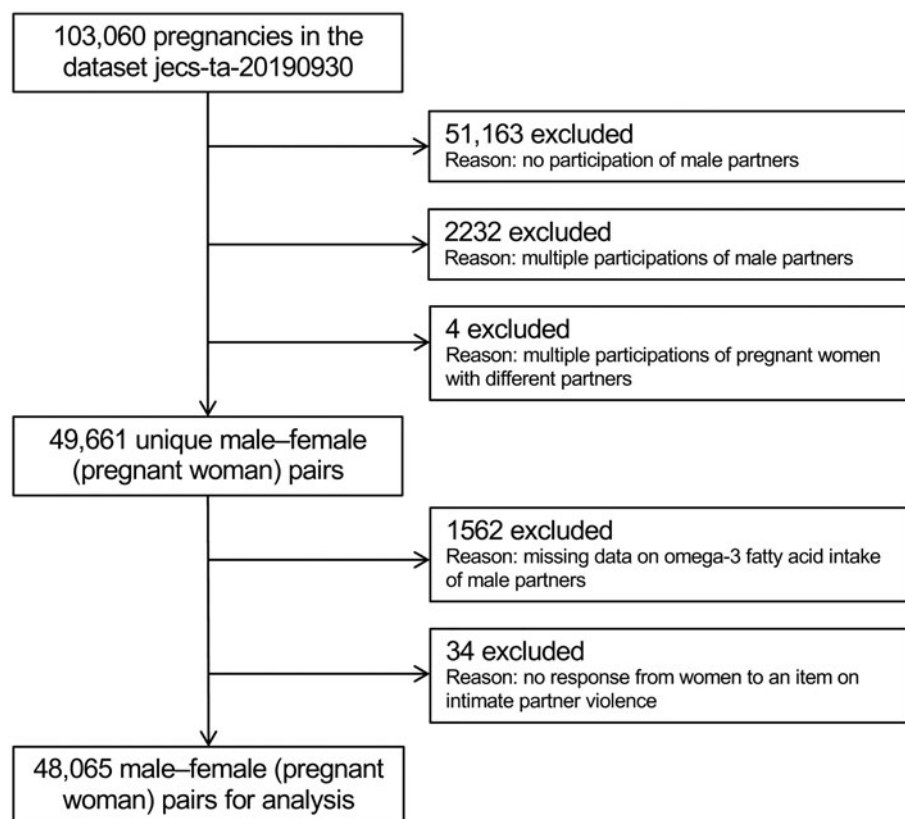 103,060 pregnancies in the
dataset jecs-ta-20190930
51,163 excluded
Reason: no participation of male partners
2232 excluded
Reason: multiple participations of male partners
4 excluded
Reason: multiple participations of pregnant women
with different partners
49,661 unique male–female
(pregnant woman) pairs
1562 excluded
Reason: missing data on omega-3 fatty acid intake
of male partners
34 excluded
Reason: no response from women to an item on
intimate partner violence
48,065 male–female (pregnant
woman) pairs for analysis